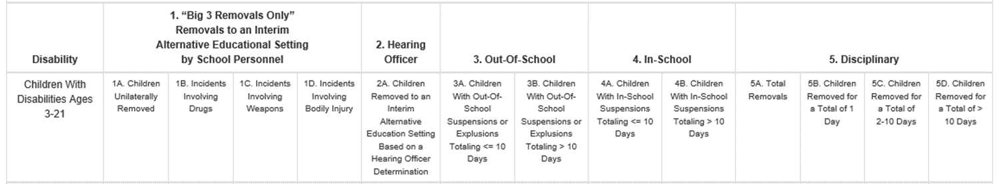 Disability
1. “Big 3 Removals Only”
Removals to an Interim
Alternative Educational Setting
by School Personnel
2. Hearing
Officer
3. Out-Of-School
4. In-School
5. Disciplinary
Children With
Disabilities Ages
3-21
1A. Children
Unilaterally
Removed
1B. Incidents
Involving
Drugs
1C. Incidents
Involving
Weapons
1D. Incidents
Involving
Bodily Injury
2A. Children
Removed to an
Interim
Alternative
Education Setting
Based on a
Hearing Officer
Determination
3A. Children
With Out-Of-
School
Suspensions or
Explusions
Totaling <= 10
Days
3B. Children
With Out-Of-
School
Suspensions or
Explusions
Totaling > 10
Days
4A. Children
With In-School
Suspensions
Totaling <= 10
Days
4B. Children
With In-School
Suspensions
Totaling > 10
Days
5A. Total
Removals
5B. Children
Removed for
a Total of 1
Day
5C. Children
Removed for
a Total of
2-10 Days
5D. Children
Removed for
a Total of >
10 Days